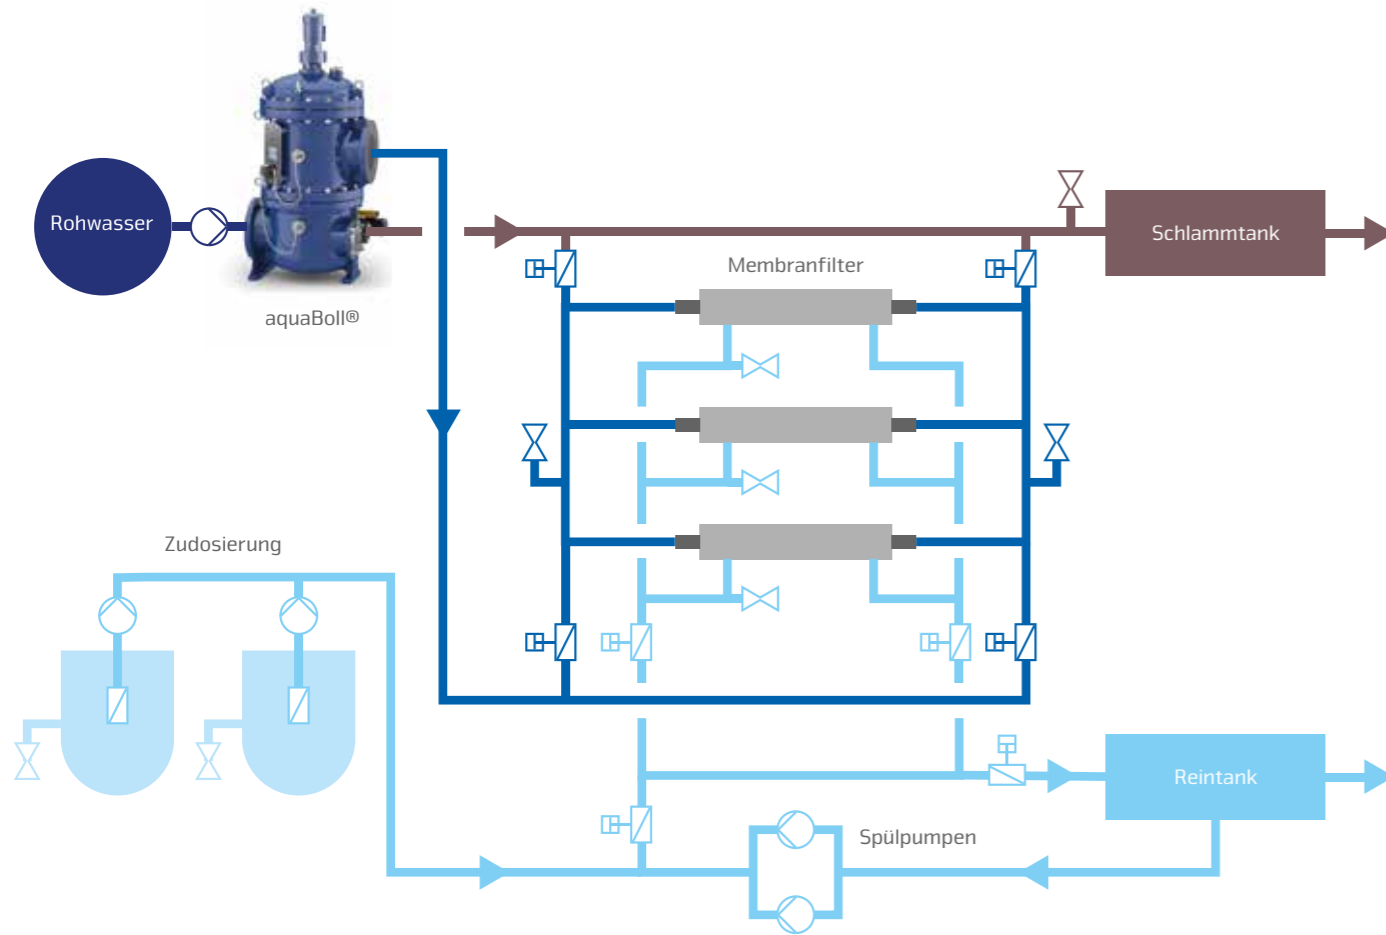 Rohwasser
aquaBoll®
Schlammtank
Membranfilter
Zudosierung
Reintank
Spülpumpen